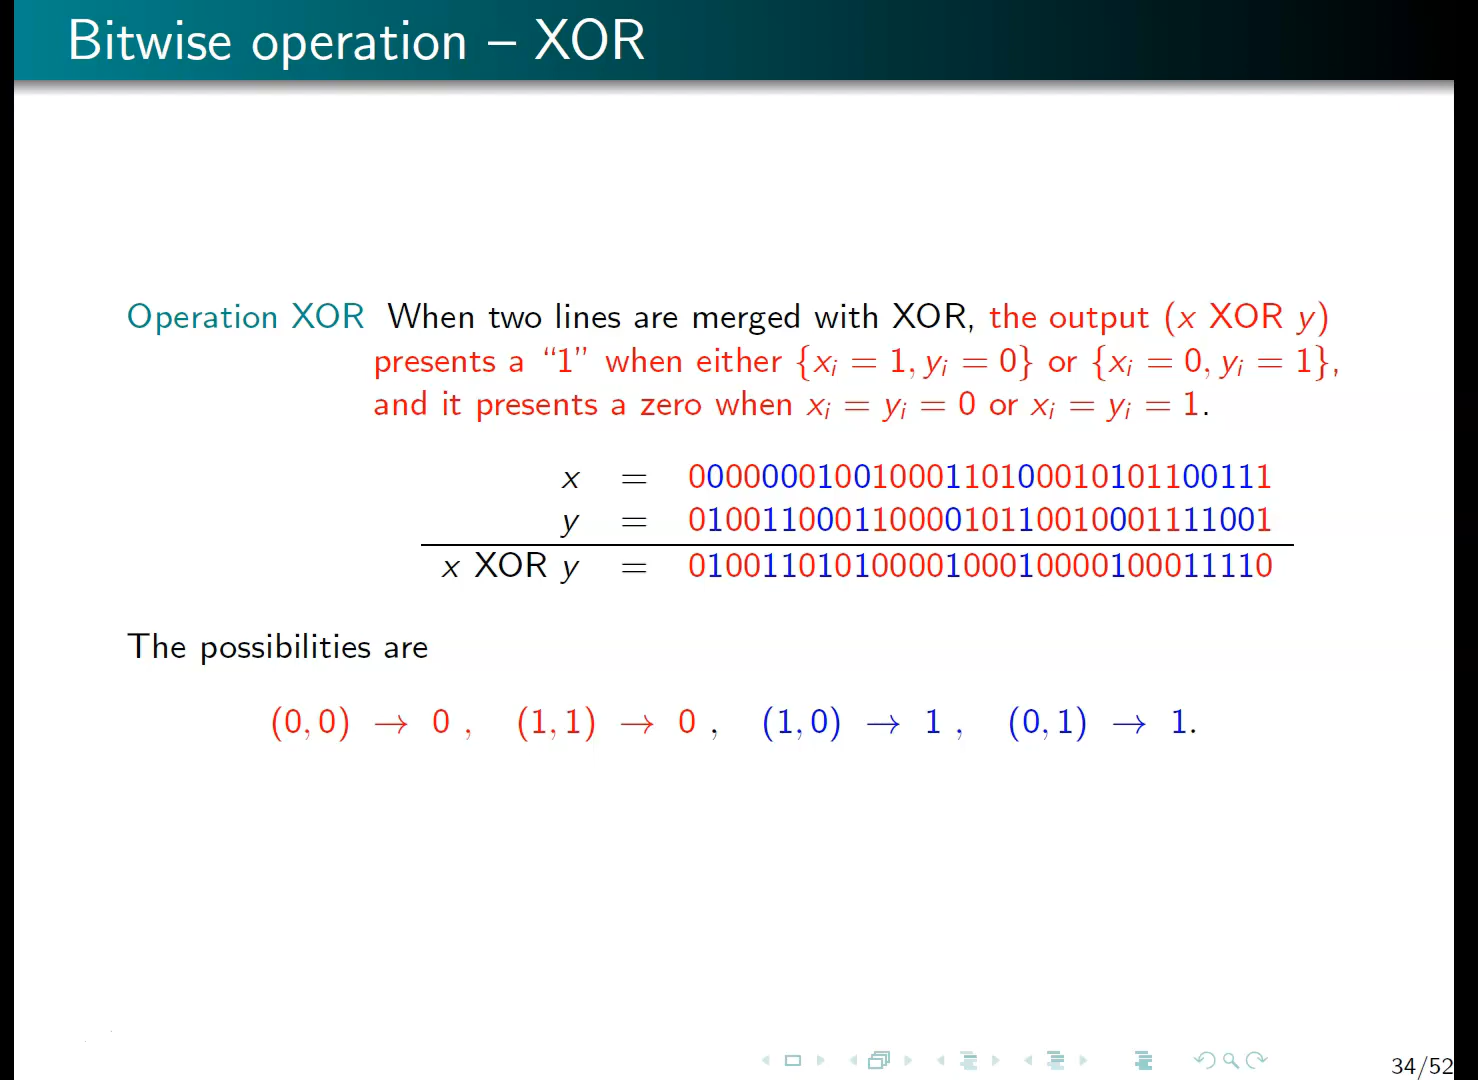 Bitwise operation – XOR
Operation XOR When two lines are merged with XOR, the output (x XOR y)
presents a “1” when either {xᵢ = 1, yᵢ = 0} or {xᵢ = 0, yᵢ = 1},
and it presents a zero when xᵢ = yᵢ = 0 or xᵢ = yᵢ = 1.
x = 00000001001000110100010101100111
y = 01001100011000010110010001111001
x XOR y = 01001101010000100010000100011110
The possibilities are
(0, 0) → 0 , (1, 1) → 0 , (1, 0) → 1 , (0, 1) → 1.
34/52